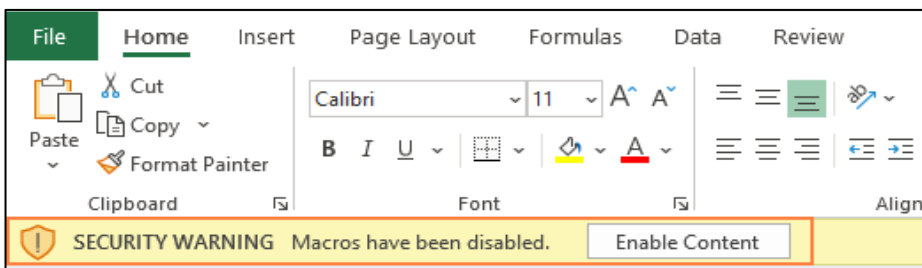 File Home Insert Page Layout Formulas Data Review
Cut
Calibri 11 A A
Copy
Paste
B I U A
Format Painter
Clipboard Font Align
SECURITY WARNING Macros have been disabled. Enable Content